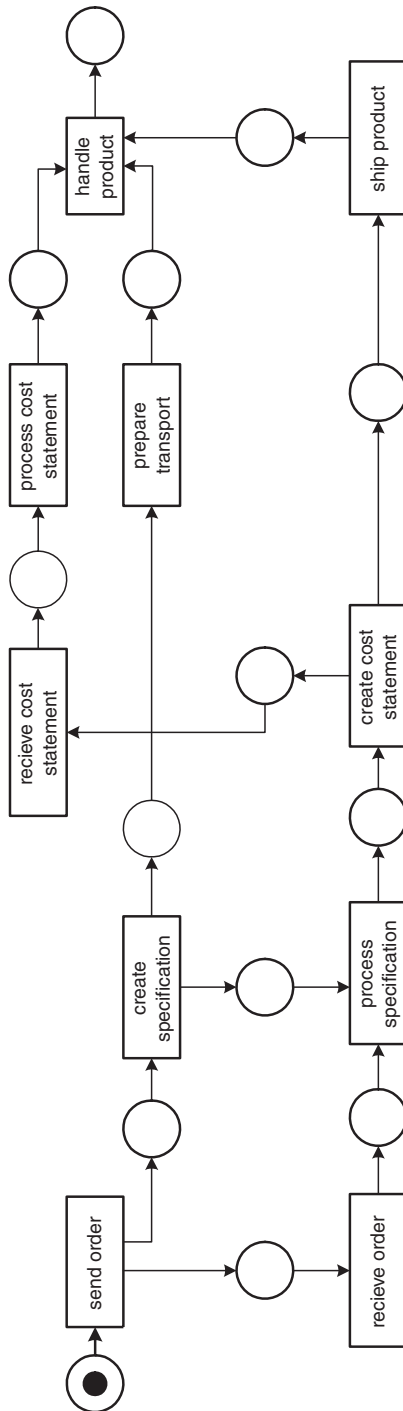 send order
create
specification
recieve cost
statement
process cost
statement
prepare
transport
handle
product
recieve order
process
specification
create cost
statement
ship product